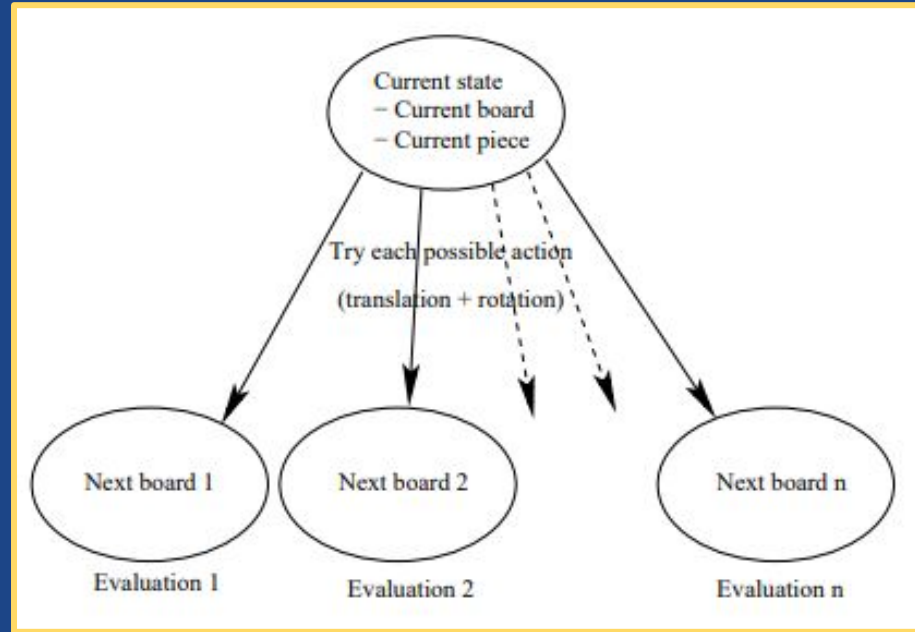 Current state
− Current board
− Current piece
Try each possible action
(translation + rotation)
Next board 1
Next board 2
Next board n
Evaluation 1
Evaluation 2
Evaluation n